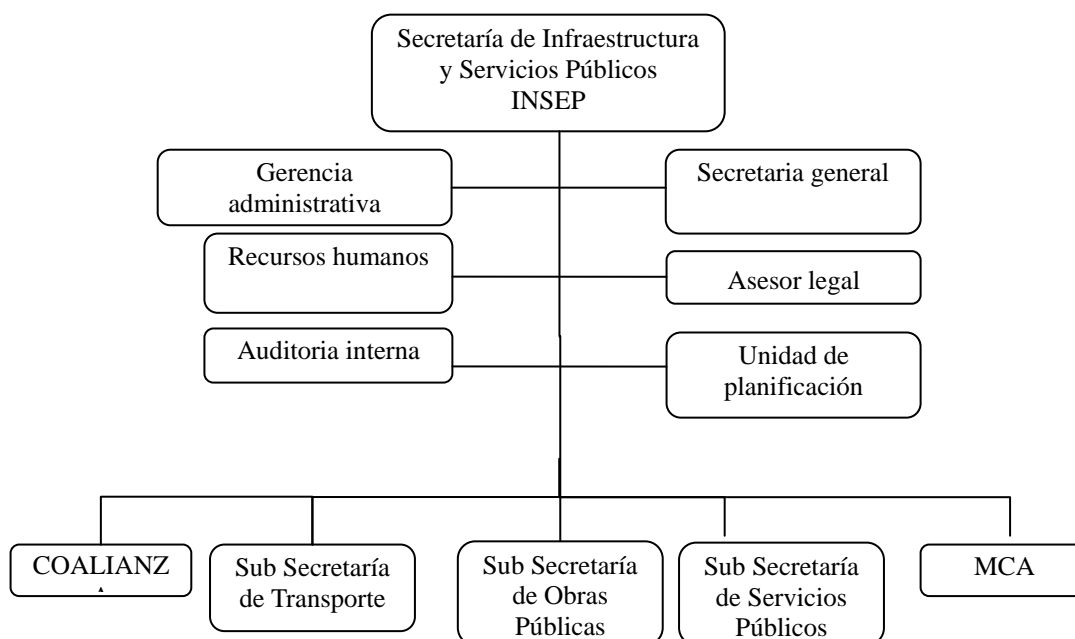 Secretaría de Infraestructura
y Servicios Públicos
INSEP
Gerencia
administrativa
Secretaria general
Recursos humanos
Asesor legal
Auditoria interna
Unidad de
planificación
COALIANZ
Sub Secretaría
de Transporte
Sub Secretaría
de Obras
Públicas
Sub Secretaría
de Servicios
Públicos
MCA